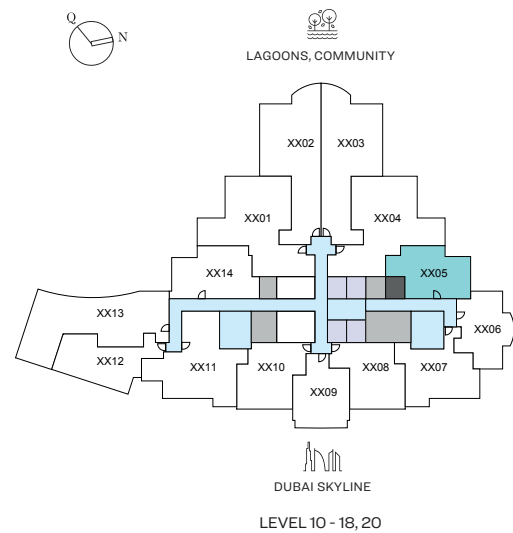 Q
N
LAGOONS, COMMUNITY
XX02 XX03
XX01 XX04
XX14 XX05
XX13
XX06
XX12
XX11 XX10 XX08 XX07
XX09
DUBAI SKYLINE
LEVEL 10 - 18, 20